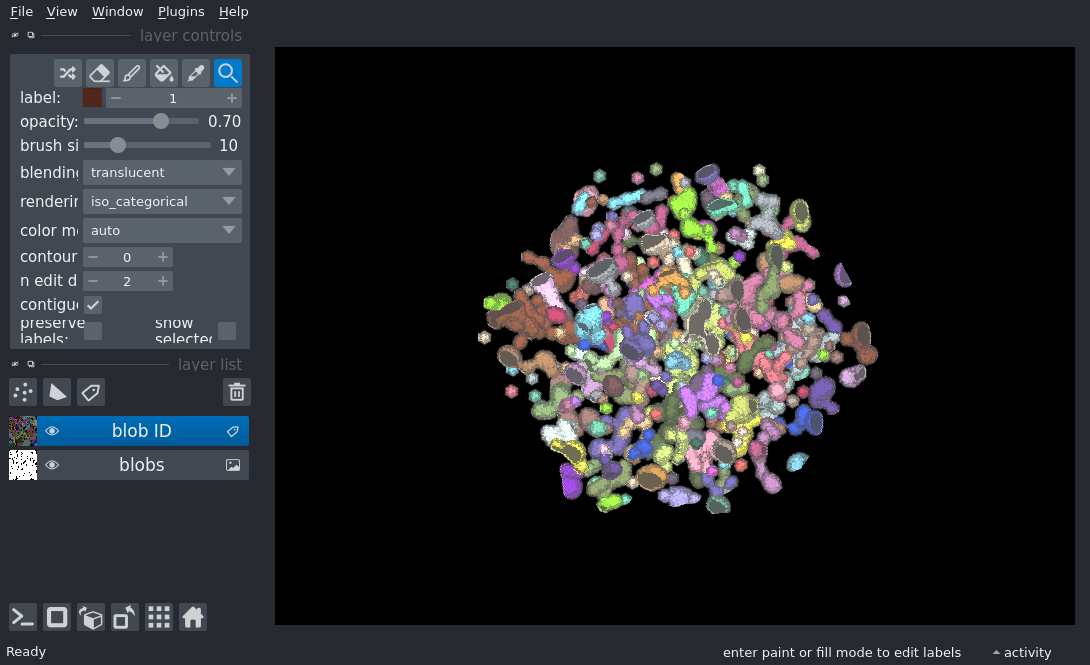 File View Window Plugins Help
layer controls
label: 1
opacity: 0.70
brush si 10
blending translucent
renderin iso_categorical
color m auto
contour 0
n edit d 2
contigu
preserve show
labels: selected
layer list
blob ID
blobs
Ready enter paint or fill mode to edit labels activity